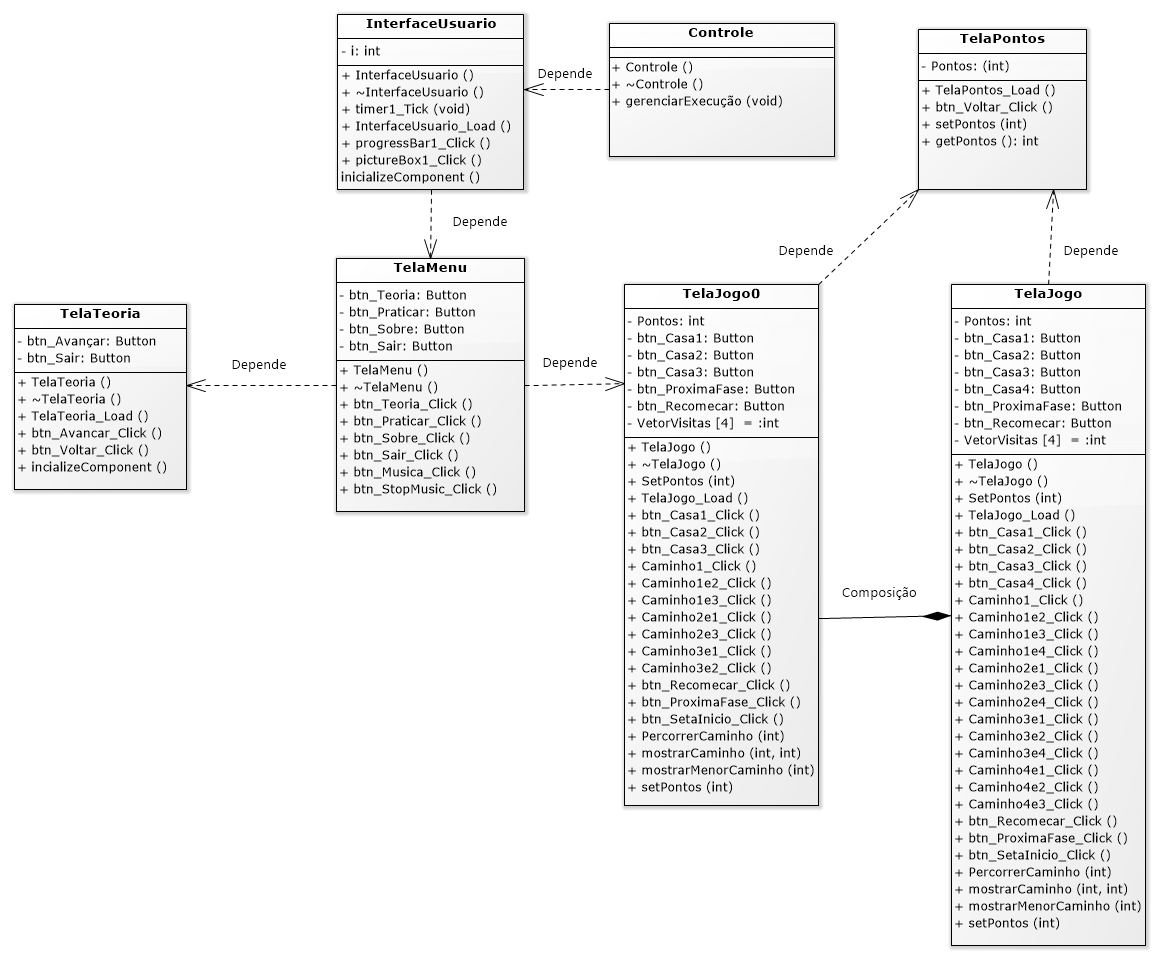 InterfaceUsuario
- i: int
+ InterfaceUsuario ()
+ ~InterfaceUsuario ()
+ timer1_Tick (void)
+ InterfaceUsuario_Load ()
+ progressBar1_Click ()
+ pictureBox1_Click ()
inicializeComponent ()
Depende
Controle
+ Controle ()
+ ~Controle ()
+ gerenciarExecução (void)
TelaPontos
- Pontos: (int)
+ TelaPontos_Load ()
+ btn_Voltar_Click ()
+ setPontos (int)
+ getPontos (): int
Depende
Depende
Depende
TelaTeoria
- btn_Avançar: Button
- btn_Sair: Button
+ TelaTeoria ()
+ ~TelaTeoria ()
+ TelaTeoria_Load ()
+ btn_Avancar_Click ()
+ btn_Voltar_Click ()
+ incializeComponent ()
Depende
TelaMenu
- btn_Teoria: Button
- btn_Praticar: Button
- btn_Sobre: Button
- btn_Sair: Button
+ TelaMenu ()
+ ~TelaMenu ()
+ btn_Teoria_Click ()
+ btn_Praticar_Click ()
+ btn_Sobre_Click ()
+ btn_Sair_Click ()
+ btn_Musica_Click ()
+ btn_StopMusic_Click ()
Depende
TelaJogo0
- Pontos: int
- btn_Casa1: Button
- btn_Casa2: Button
- btn_Casa3: Button
- btn_ProximaFase: Button
- btn_Recomecar: Button
- VetorVisitas [4] = :int
+ TelaJogo ()
+ ~TelaJogo ()
+ SetPontos (int)
+ TelaJogo_Load ()
+ btn_Casa1_Click ()
+ btn_Casa2_Click ()
+ btn_Casa3_Click ()
+ Caminho1_Click ()
+ Caminho1e2_Click ()
+ Caminho1e3_Click ()
+ Caminho2e1_Click ()
+ Caminho2e3_Click ()
+ Caminho3e1_Click ()
+ Caminho3e2_Click ()
+ btn_Recomecar_Click ()
+ btn_ProximaFase_Click ()
+ btn_SetaInicio_Click ()
+ PercorrerCaminho (int)
+ mostrarCaminho (int, int)
+ mostrarMenorCaminho (int)
+ setPontos (int)
Composição
TelaJogo
- Pontos: int
- btn_Casa1: Button
- btn_Casa2: Button
- btn_Casa3: Button
- btn_Casa4: Button
- btn_ProximaFase: Button
- btn_Recomecar: Button
- VetorVisitas [4] = :int
+ TelaJogo ()
+ ~TelaJogo ()
+ SetPontos (int)
+ TelaJogo_Load ()
+ btn_Casa1_Click ()
+ btn_Casa2_Click ()
+ btn_Casa3_Click ()
+ btn_Casa4_Click ()
+ Caminho1_Click ()
+ Caminho1e2_Click ()
+ Caminho1e3_Click ()
+ Caminho1e4_Click ()
+ Caminho2e1_Click ()
+ Caminho2e3_Click ()
+ Caminho2e4_Click ()
+ Caminho3e1_Click ()
+ Caminho3e2_Click ()
+ Caminho3e4_Click ()
+ Caminho4e1_Click ()
+ Caminho4e2_Click ()
+ Caminho4e3_Click ()
+ btn_Recomecar_Click ()
+ btn_ProximaFase_Click ()
+ btn_SetaInicio_Click ()
+ PercorrerCaminho (int)
+ mostrarCaminho (int, int)
+ mostrarMenorCaminho (int)
+ setPontos (int)